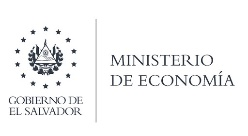 GOBIERNO DE
EL SALVADOR
MINISTERIO
DE ECONOMÍA